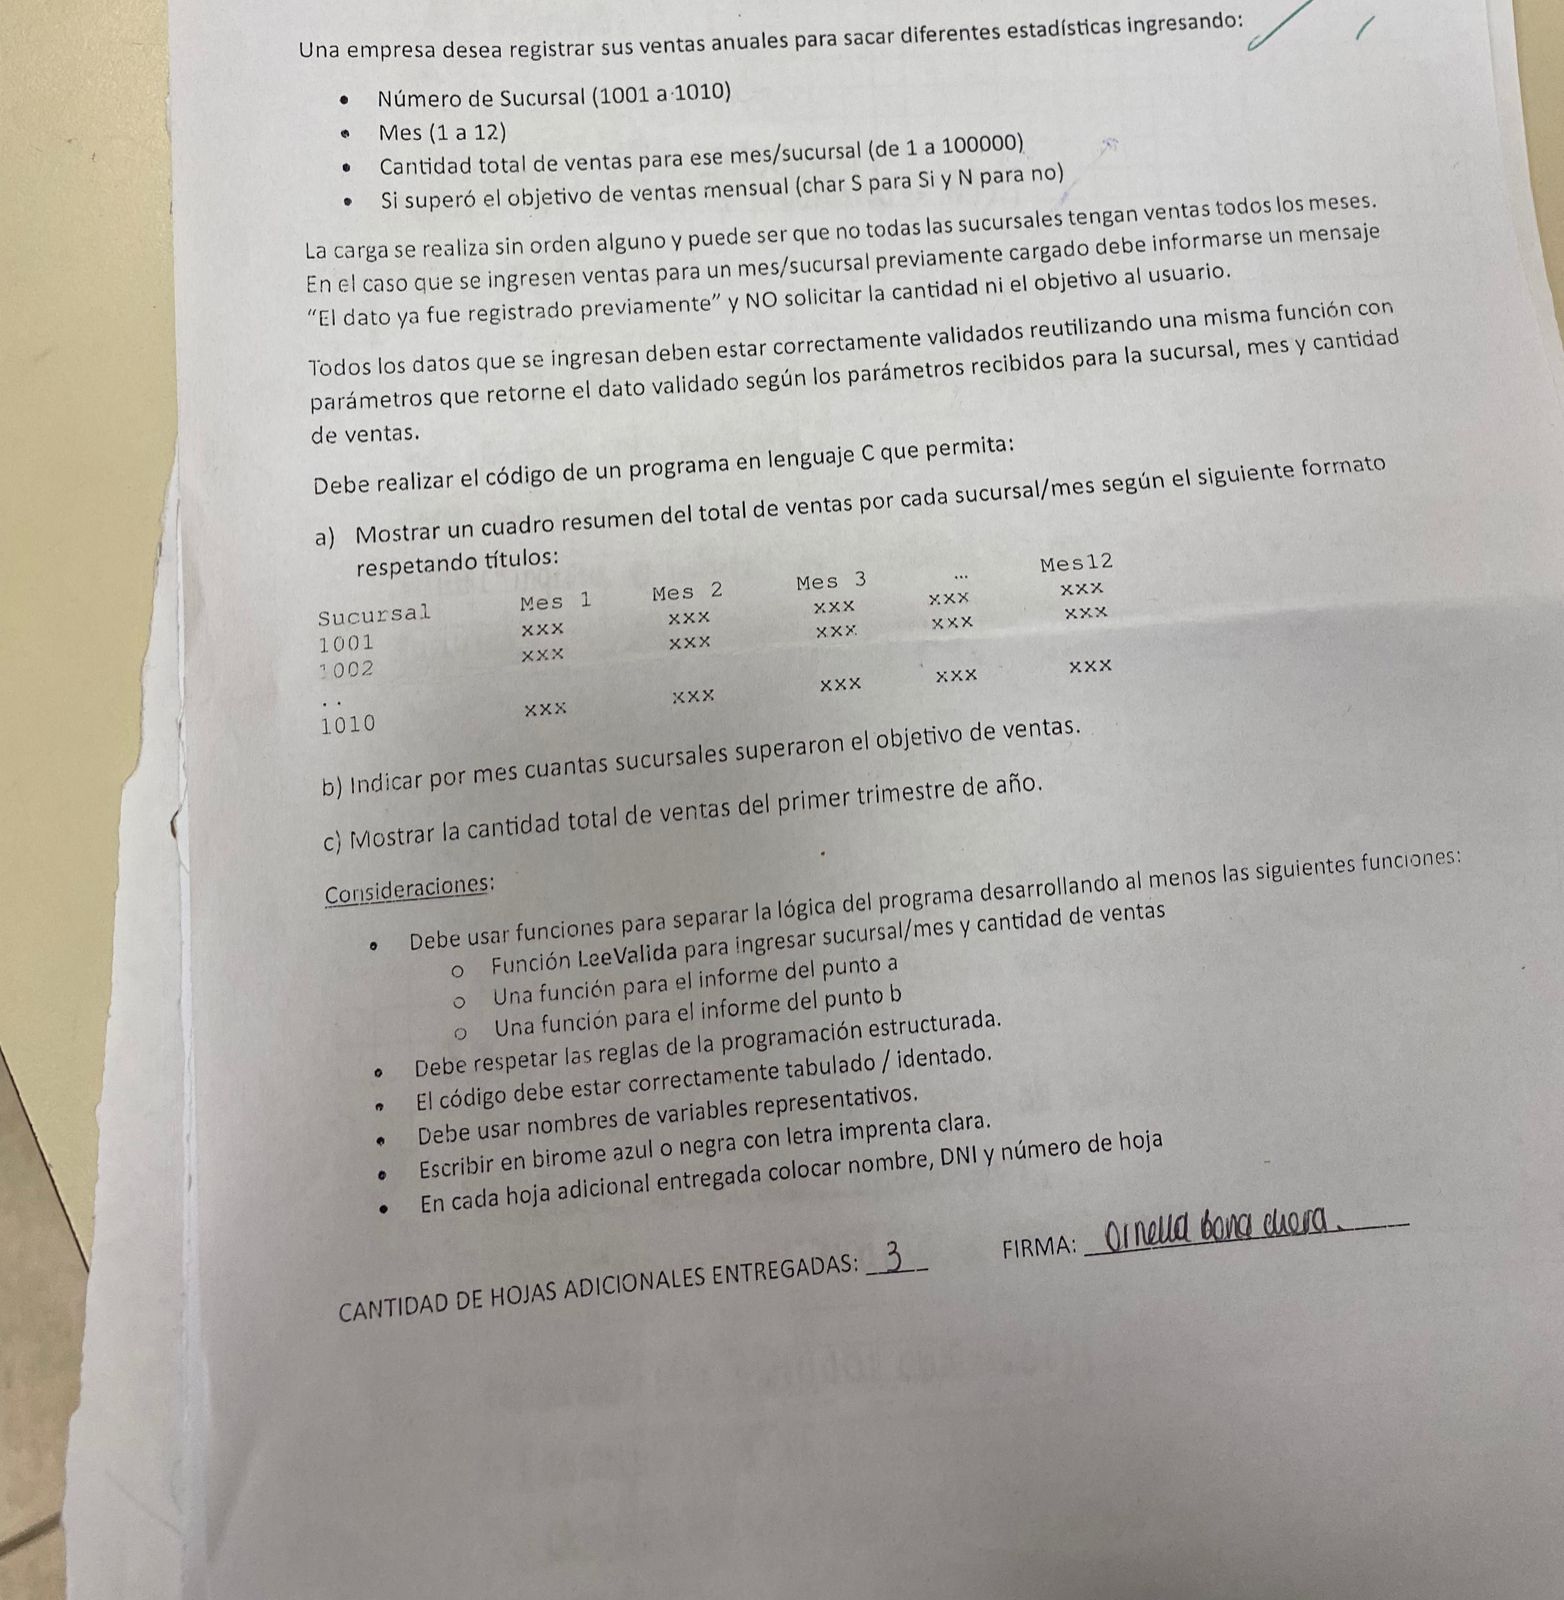 Una empresa desea registrar sus ventas anuales para sacar diferentes estadísticas ingresando:
• Número de Sucursal (1001 a 1010)
• Mes (1 a 12)
• Cantidad total de ventas para ese mes/sucursal (de 1 a 100000)
• Si superó el objetivo de ventas mensual (char S para Si y N para no)
La carga se realiza sin orden alguno y puede ser que no todas las sucursales tengan ventas todos los meses.
En el caso que se ingresen ventas para un mes/sucursal previamente cargado debe informarse un mensaje
“El dato ya fue registrado previamente” y NO solicitar la cantidad ni el objetivo al usuario.
Todos los datos que se ingresan deben estar correctamente validados reutilizando una misma función con
parámetros que retorne el dato validado según los parámetros recibidos para la sucursal, mes y cantidad
de ventas.
Debe realizar el código de un programa en lenguaje C que permita:
a) Mostrar un cuadro resumen del total de ventas por cada sucursal/mes según el siguiente formato
respetando títulos:
Sucursal Mes 1 Mes 2 Mes 3 ... Mes12
1001 xxx xxx xxx xxx xxx
1002 xxx xxx xxx xxx xxx
..
1010 xxx xxx xxx xxx xxx
b) Indicar por mes cuantas sucursales superaron el objetivo de ventas.
c) Mostrar la cantidad total de ventas del primer trimestre de año.
Consideraciones:
• Debe usar funciones para separar la lógica del programa desarrollando al menos las siguientes funciones:
○ Función LeeValida para ingresar sucursal/mes y cantidad de ventas
○ Una función para el informe del punto a
○ Una función para el informe del punto b
• Debe respetar las reglas de la programación estructurada.
• El código debe estar correctamente tabulado / identado.
• Debe usar nombres de variables representativos.
• Escribir en birome azul o negra con letra imprenta clara.
• En cada hoja adicional entregada colocar nombre, DNI y número de hoja
CANTIDAD DE HOJAS ADICIONALES ENTREGADAS: 3 FIRMA: Ornella bona chera.